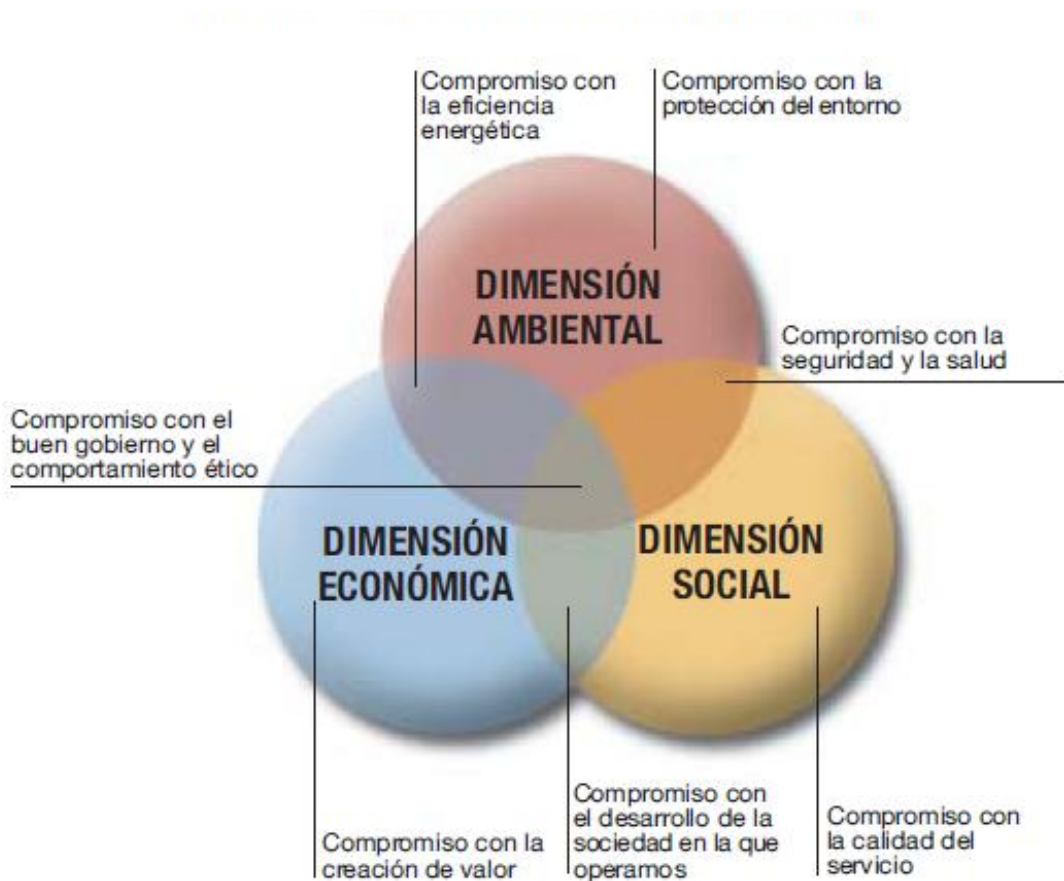 Compromiso con
la eficiencia
energética
Compromiso con la
protección del entorno
DIMENSIÓN
AMBIENTAL
Compromiso con la
seguridad y la salud
Compromiso con el
buen gobierno y el
comportamiento ético
DIMENSIÓN
ECONÓMICA
DIMENSIÓN
SOCIAL
Compromiso con la
creación de valor
Compromiso con
el desarrollo de la
sociedad en la que
operamos
Compromiso con
la calidad del
servicio